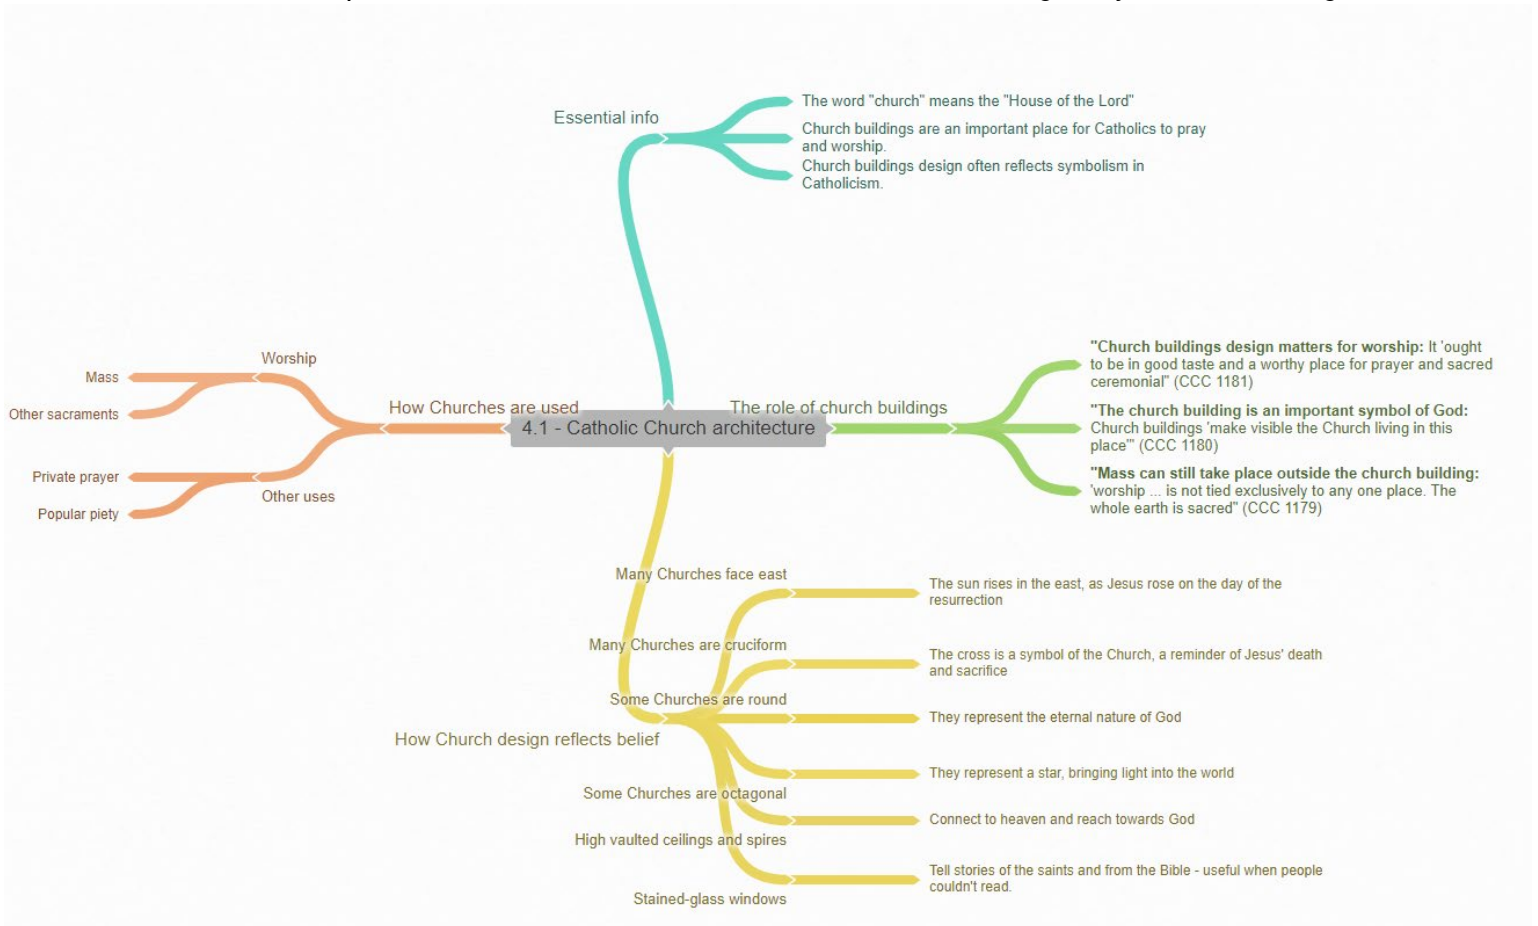 Essential info
The word "church" means the "House of the Lord"
Church buildings are an important place for Catholics to pray
and worship.
Church buildings design often reflects symbolism in
Catholicism.
4.1 - Catholic Church architecture
The role of church buildings
"Church buildings design matters for worship: It 'ought
to be in good taste and a worthy place for prayer and sacred
ceremonial" (CCC 1181)
"The church building is an important symbol of God:
Church buildings 'make visible the Church living in this
place'" (CCC 1180)
"Mass can still take place outside the church building:
'worship ... is not tied exclusively to any one place. The
whole earth is sacred" (CCC 1179)
How Churches are used
Worship
Mass
Other sacraments
Other uses
Private prayer
Popular piety
How Church design reflects belief
Many Churches face east
The sun rises in the east, as Jesus rose on the day of the
resurrection
Many Churches are cruciform
The cross is a symbol of the Church, a reminder of Jesus' death
and sacrifice
Some Churches are round
They represent the eternal nature of God
Some Churches are octagonal
They represent a star, bringing light into the world
High vaulted ceilings and spires
Connect to heaven and reach towards God
Stained-glass windows
Tell stories of the saints and from the Bible - useful when people
couldn't read.